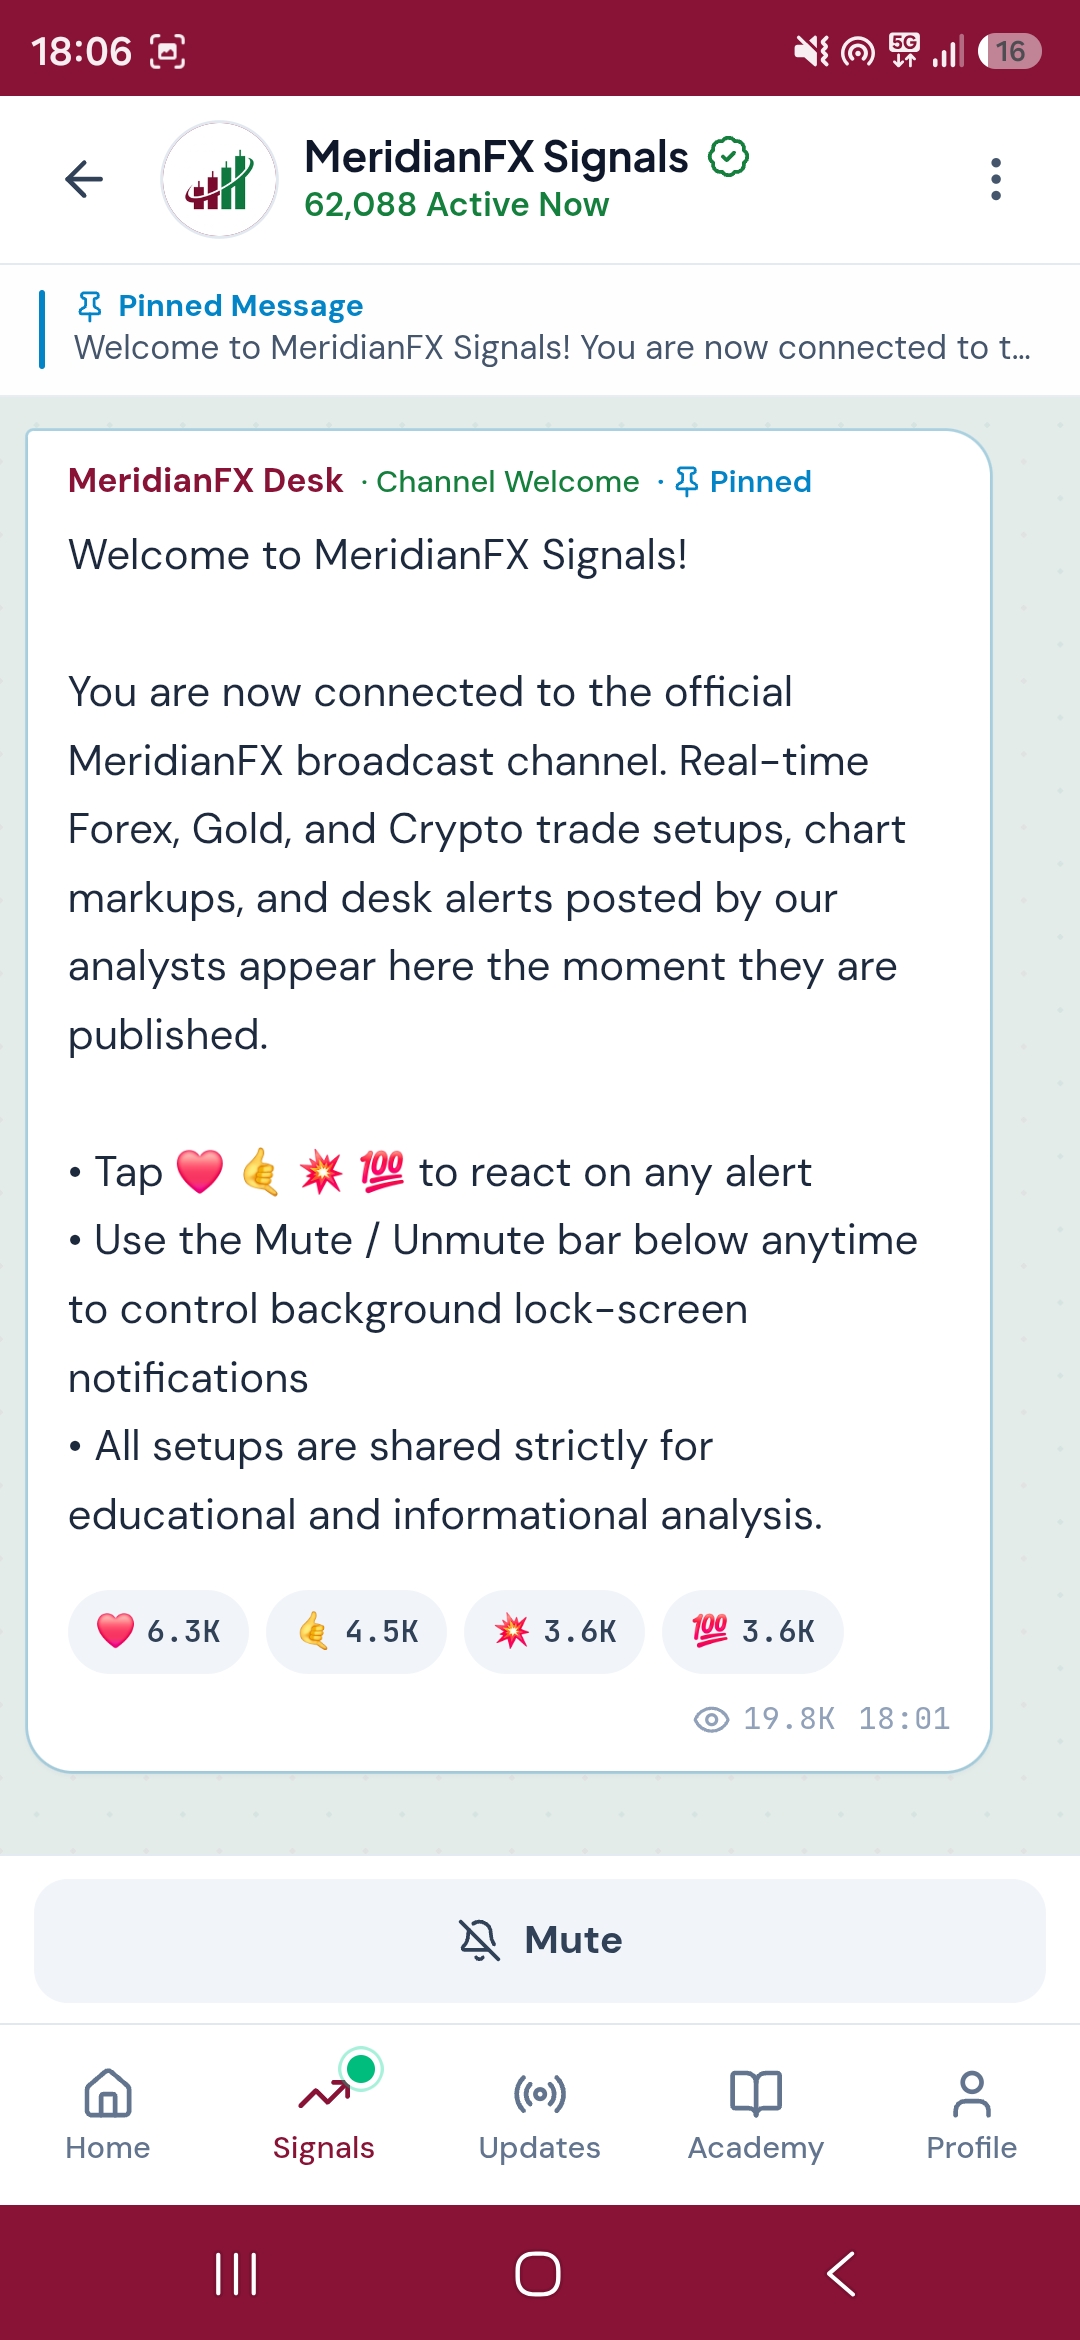 18:06
5G
16
MeridianFX Signals
62,088 Active Now
Pinned Message
Welcome to MeridianFX Signals! You are now connected to t...
MeridianFX Desk · Channel Welcome · Pinned
Welcome to MeridianFX Signals!
You are now connected to the official
MeridianFX broadcast channel. Real-time
Forex, Gold, and Crypto trade setups, chart
markups, and desk alerts posted by our
analysts appear here the moment they are
published.
• Tap ❤️ 🤙 💥 💯 to react on any alert
• Use the Mute / Unmute bar below anytime
to control background lock-screen
notifications
• All setups are shared strictly for
educational and informational analysis.
❤️ 6.3K 🤙 4.5K 💥 3.6K 💯 3.6K
19.8K 18:01
Mute
Home Signals Updates Academy Profile